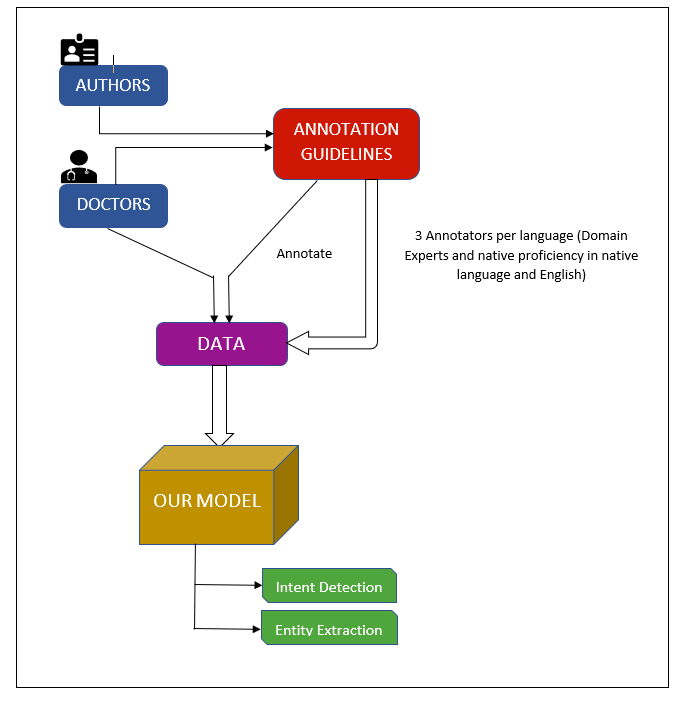 AUTHORS
ANNOTATION
GUIDELINES
DOCTORS
3 Annotators per language (Domain
Experts and native proficiency in native
language and English)
Annotate
DATA
OUR MODEL
Intent Detection
Entity Extraction